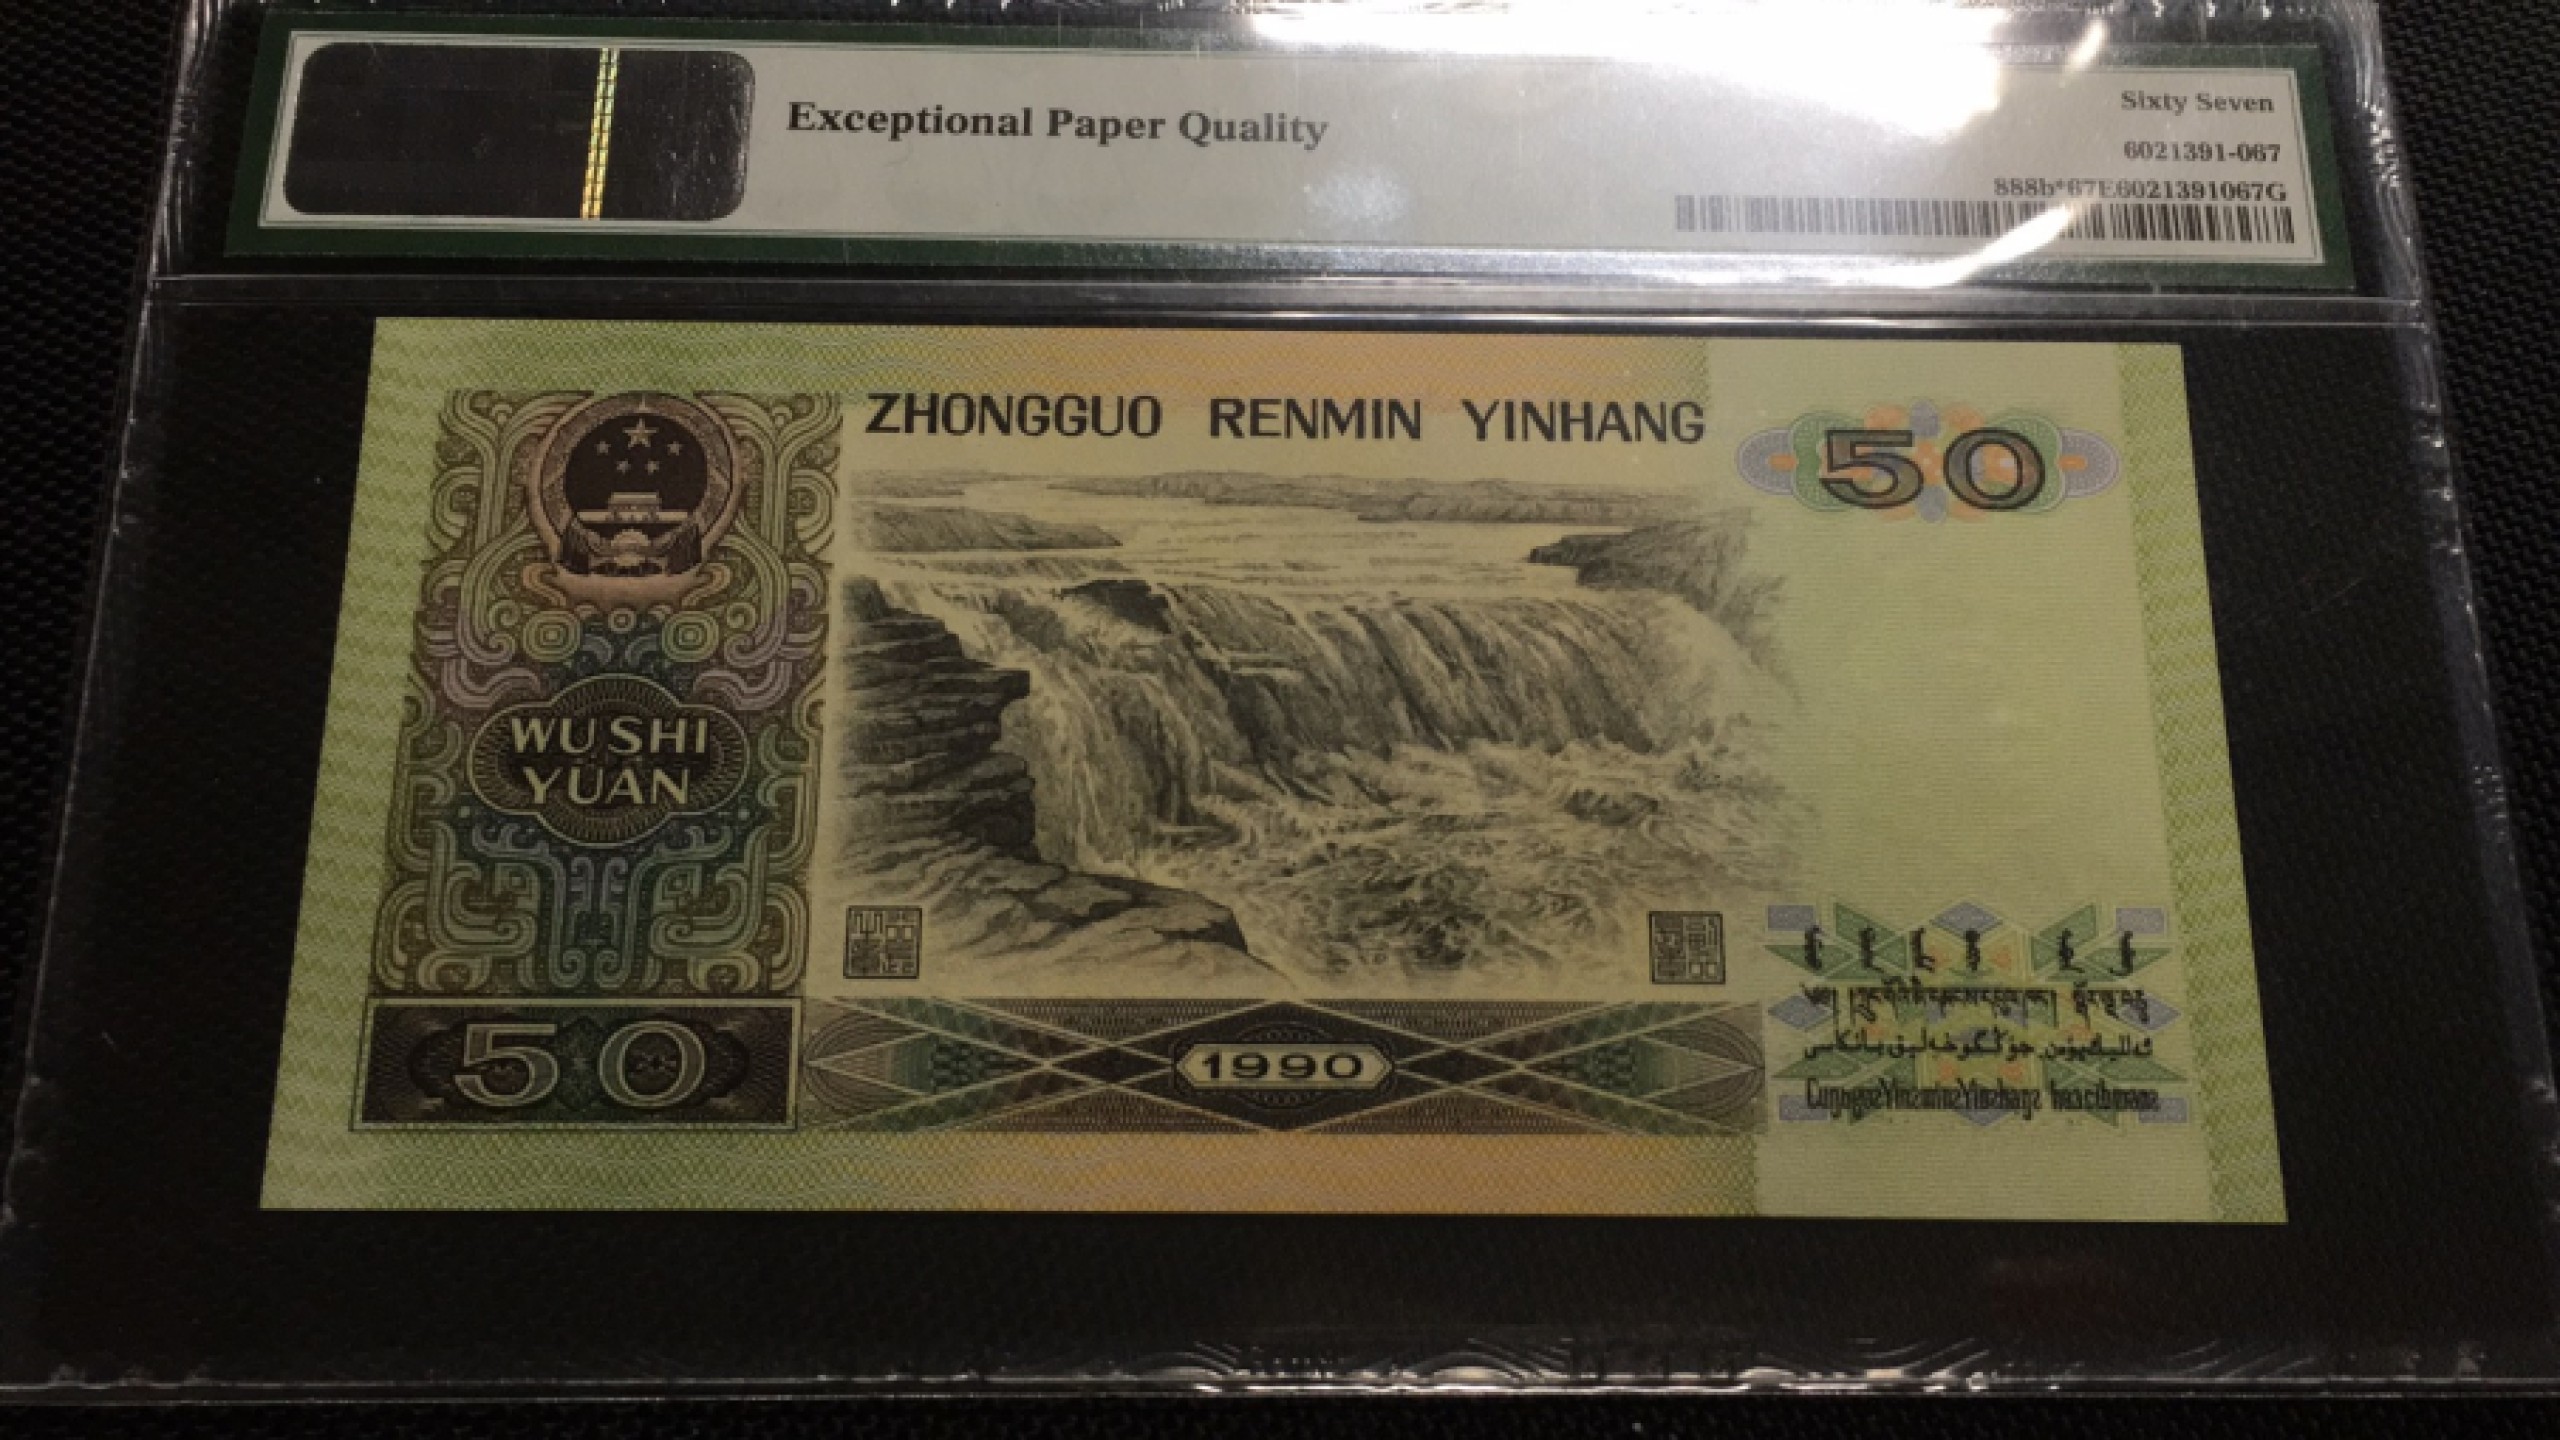 Exceptional Paper Quality
Sixty Seven
6021391-067
888b*67E6021391067G
ZHONGGUO RENMIN YINHANG
50
WU SHI
YUAN
50
1990